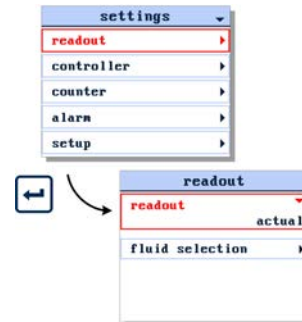 settings
readout
controller
counter
alarm
setup
readout
readout
actual
fluid selection